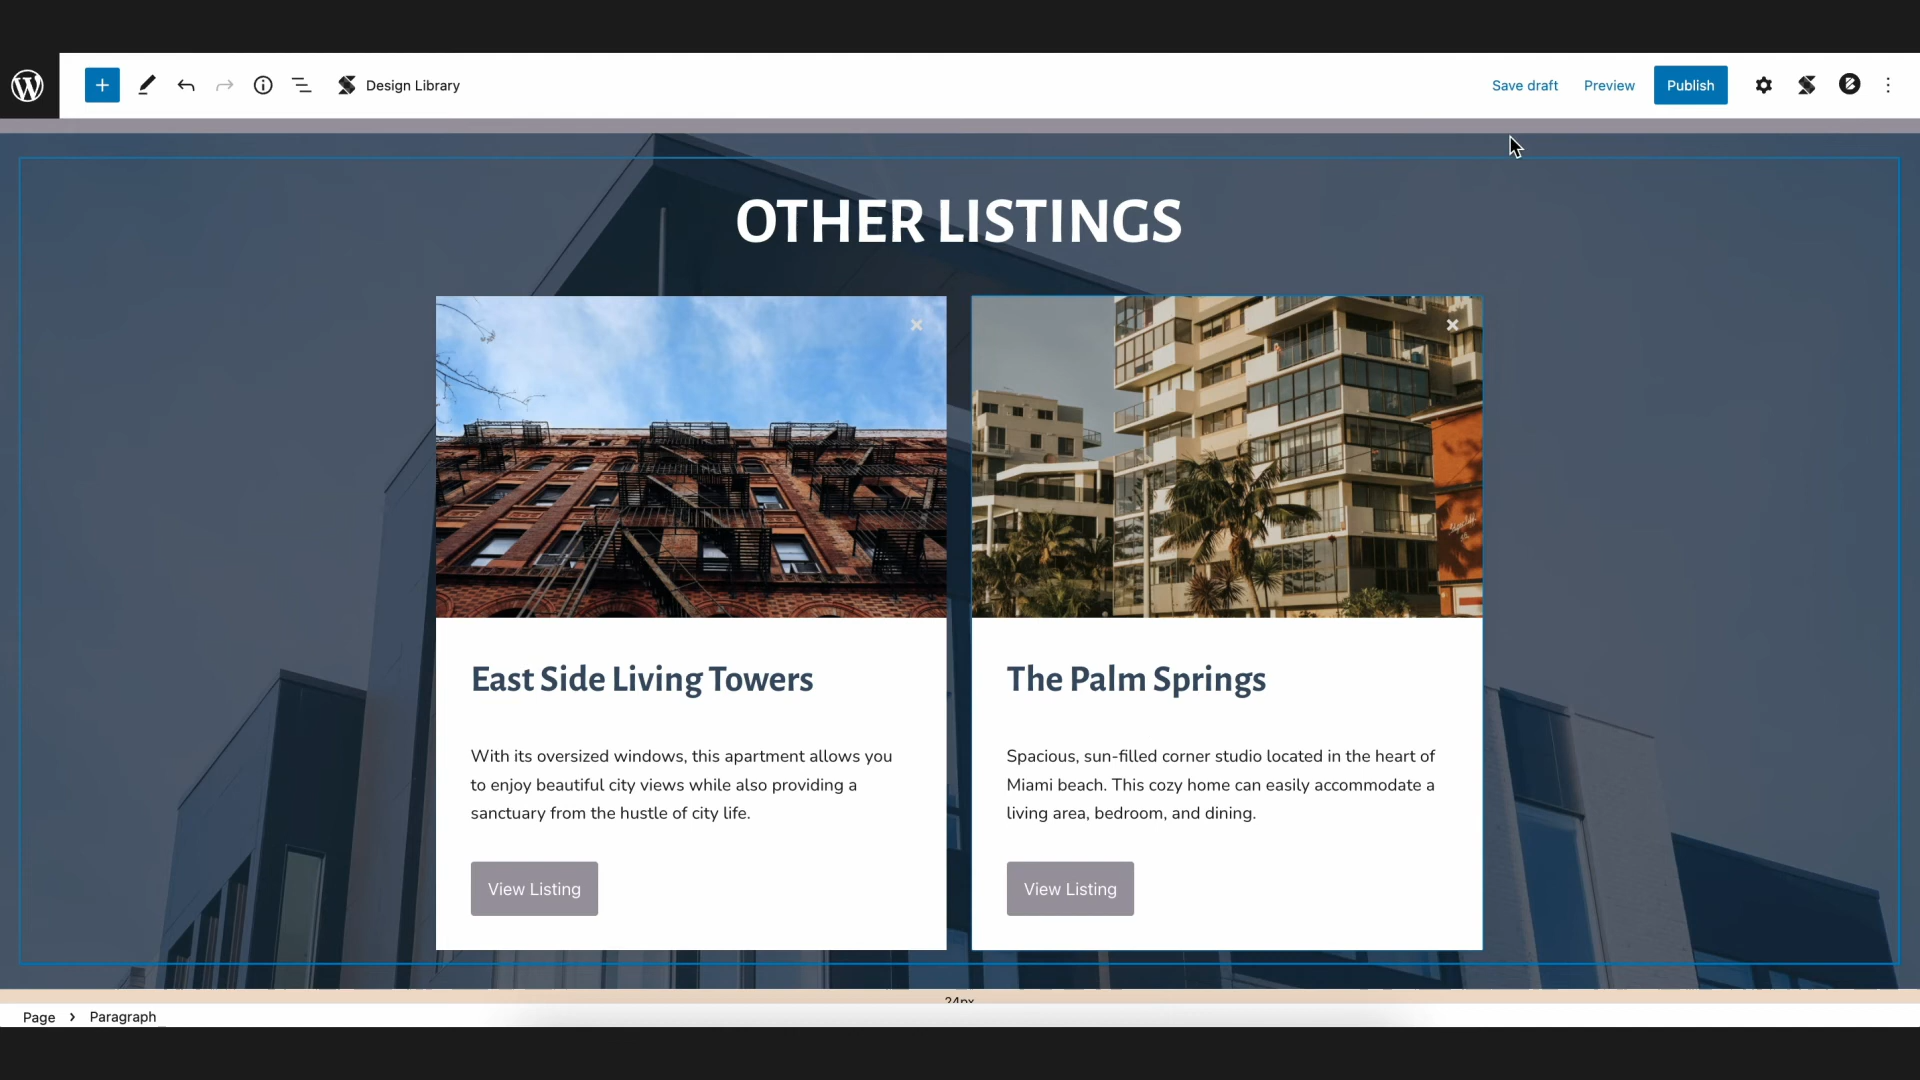 Design Library
Save draft
Preview
Publish
OTHER LISTINGS
East Side Living Towers
With its oversized windows, this apartment allows you
to enjoy beautiful city views while also providing a
sanctuary from the hustle of city life.
View Listing
The Palm Springs
Spacious, sun-filled corner studio located in the heart of
Miami beach. This cozy home can easily accommodate a
living area, bedroom, and dining.
View Listing
24px
Page > Paragraph